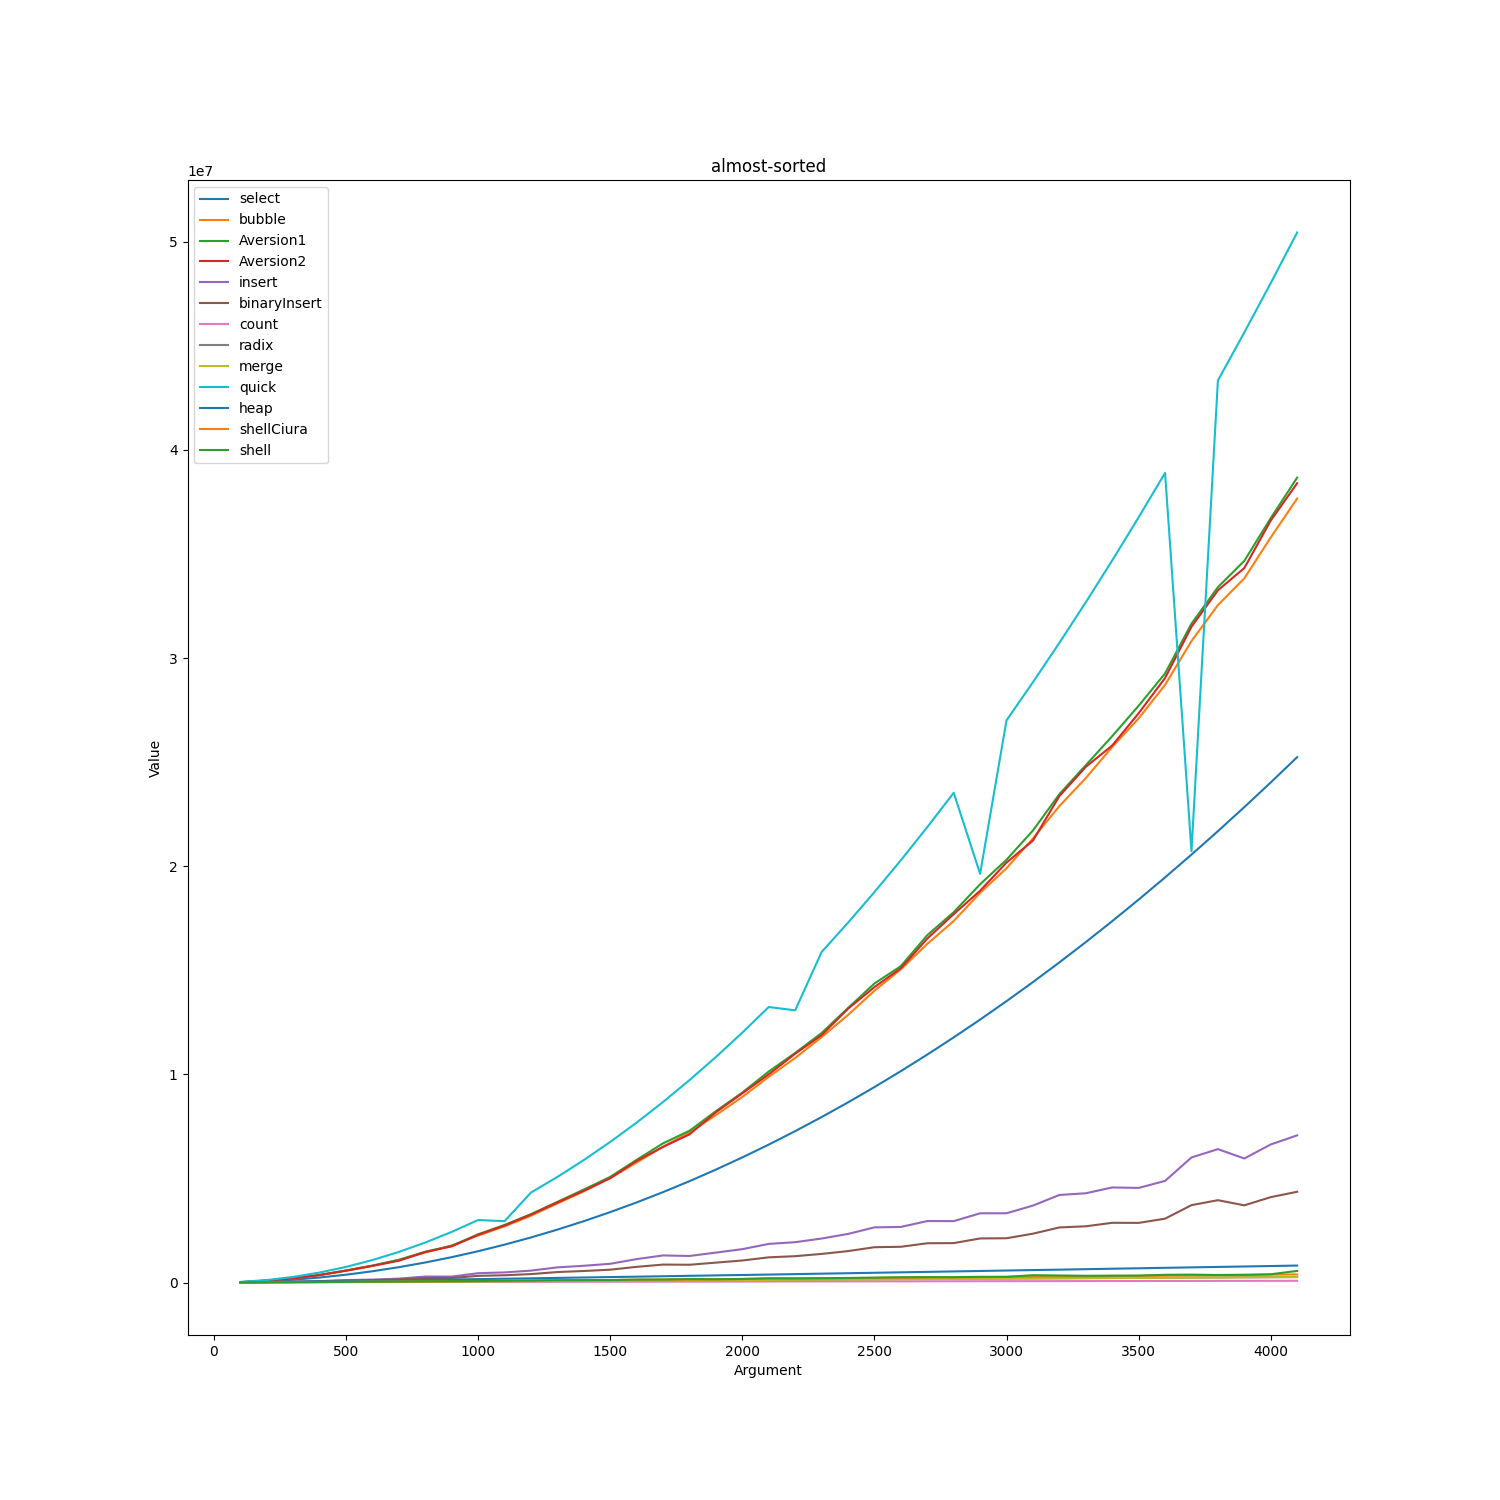 almost-sorted
1e7
select
bubble
Aversion1
Aversion2
insert
binaryInsert
count
radix
merge
quick
heap
shellCiura
shell
5
4
3
2
1
0
Value
0 500 1000 1500 2000 2500 3000 3500 4000
Argument